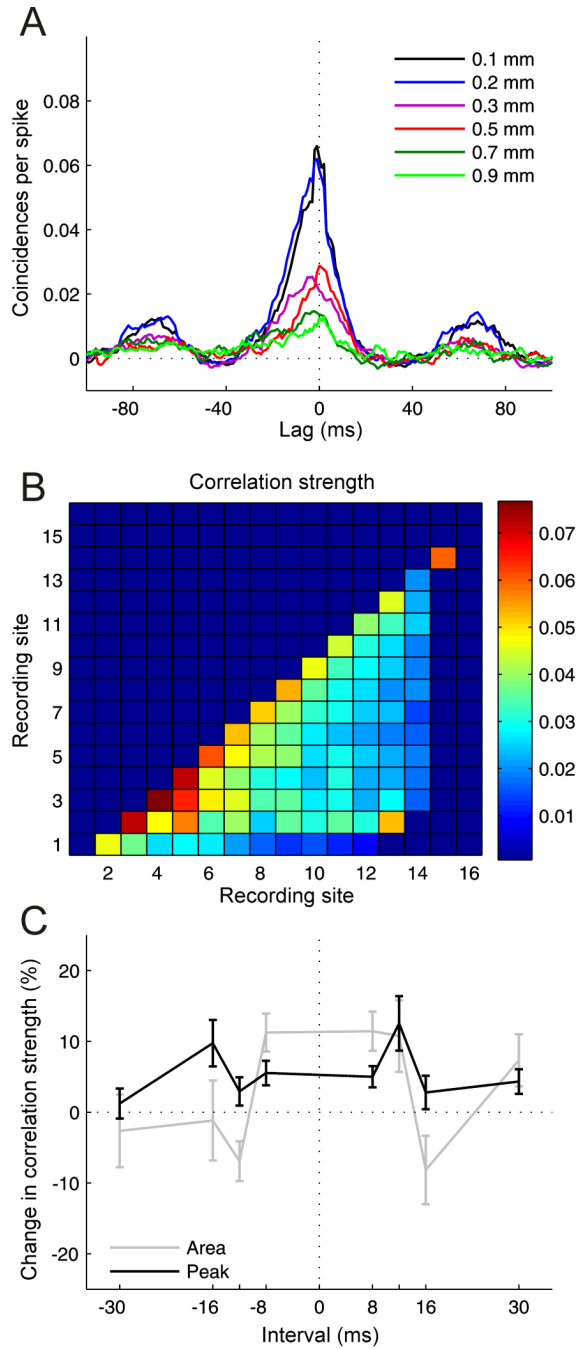 A
0.1 mm
0.2 mm
0.3 mm
0.5 mm
0.7 mm
0.9 mm
Coincidences per spike
0.08
0.06
0.04
0.02
0
-80 -40 0 40 80
Lag (ms)
B
Correlation strength
Recording site
15
13
11
9
7
5
3
1
2 4 6 8 10 12 14 16
Recording site
0.07
0.06
0.05
0.04
0.03
0.02
0.01
C
Change in correlation strength (%)
20
10
0
-10
-20
Area
Peak
-30 -16 -8 0 8 16 30
Interval (ms)